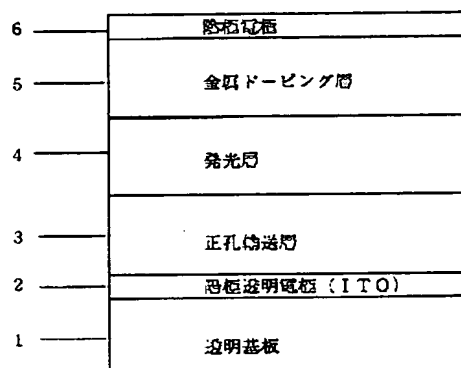 6 陰極電極
5 金属ドーピング層
4 発光層
3 正孔輸送層
2 陽極透明電極（ITO）
1 透明基板